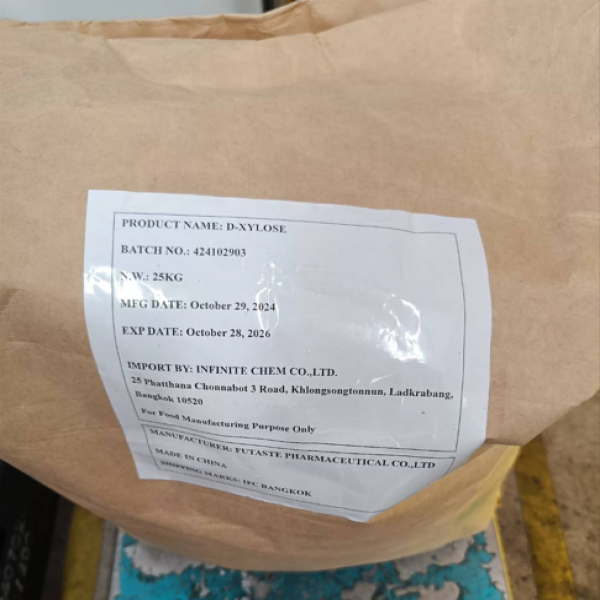 PRODUCT NAME: D-XYLOSE
BATCH NO.: 424102903
N.W.: 25KG
MFG DATE: October 29, 2024
EXP DATE: October 28, 2026
IMPORT BY: INFINITE CHEM CO.,LTD.
25 Phatthana Chonnabot 3 Road, Khlongsongtonnun, Ladkrabang,
Bangkok 10520
For Food Manufacturing Purpose Only
MANUFACTURER: FUTASTE PHARMACEUTICAL CO.,LTD
MADE IN CHINA
SHIPPING MARKS: IFC BANGKOK